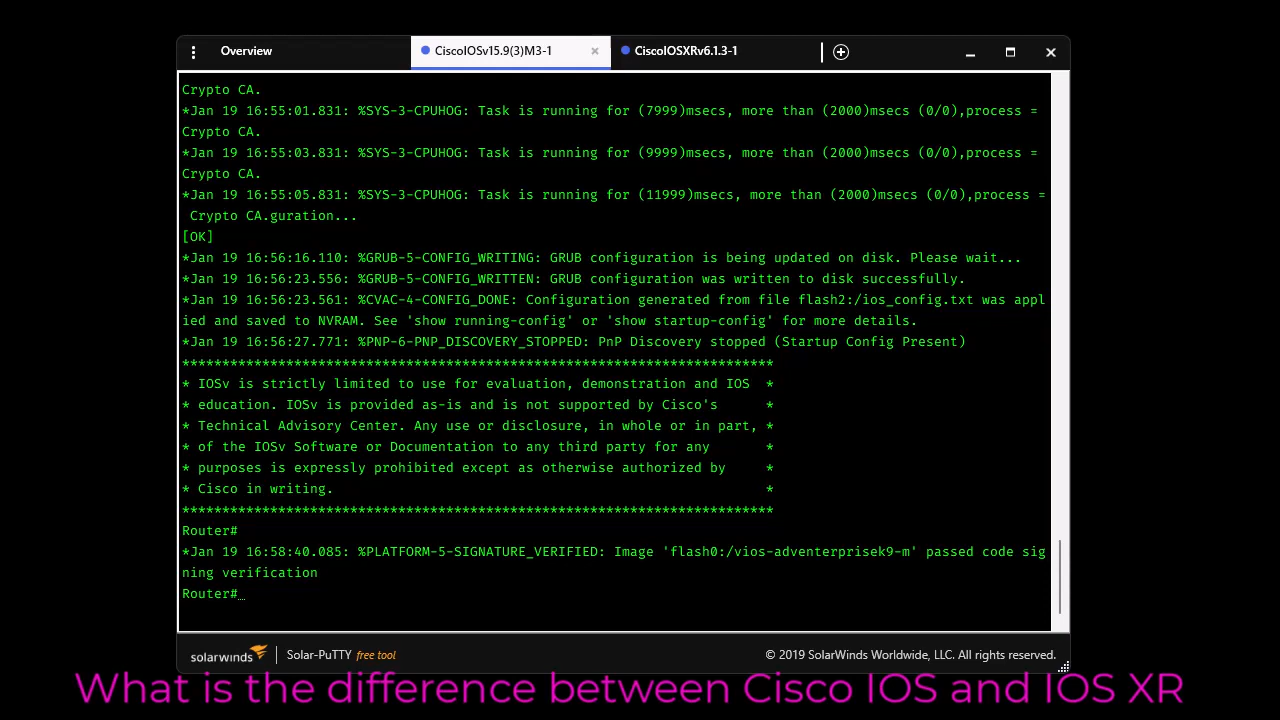 Overview
CiscoIOSv15.9(3)M3-1
CiscoIOSXRv6.1.3-1
Crypto CA.
*Jan 19 16:55:01.831: %SYS-3-CPUHOG: Task is running for (7999)msecs, more than (2000)msecs (0/0),process =
Crypto CA.
*Jan 19 16:55:03.831: %SYS-3-CPUHOG: Task is running for (9999)msecs, more than (2000)msecs (0/0),process =
Crypto CA.
*Jan 19 16:55:05.831: %SYS-3-CPUHOG: Task is running for (11999)msecs, more than (2000)msecs (0/0),process =
Crypto CA.guration...
[OK]
*Jan 19 16:56:16.110: %GRUB-5-CONFIG_WRITING: GRUB configuration is being updated on disk. Please wait...
*Jan 19 16:56:23.556: %GRUB-5-CONFIG_WRITTEN: GRUB configuration was written to disk successfully.
*Jan 19 16:56:23.561: %CVAC-4-CONFIG_DONE: Configuration generated from file flash2:/ios_config.txt was appl
ied and saved to NVRAM. See 'show running-config' or 'show startup-config' for more details.
*Jan 19 16:56:27.771: %PNP-6-PNP_DISCOVERY_STOPPED: PnP Discovery stopped (Startup Config Present)
**************************************************************************
* IOSv is strictly limited to use for evaluation, demonstration and IOS  *
* education. IOSv is provided as-is and is not supported by Cisco's      *
* Technical Advisory Center. Any use or disclosure, in whole or in part, *
* of the IOSv Software or Documentation to any third party for any       *
* purposes is expressly prohibited except as otherwise authorized by     *
* Cisco in writing.                                                      *
**************************************************************************
Router#
*Jan 19 16:58:40.085: %PLATFORM-5-SIGNATURE_VERIFIED: Image 'flash0:/vios-adventerprisek9-m' passed code sig
ning verification
Router#_
solarwinds
Solar-PuTTY free tool
© 2019 SolarWinds Worldwide, LLC. All rights reserved.
What is the difference between Cisco IOS and IOS XR